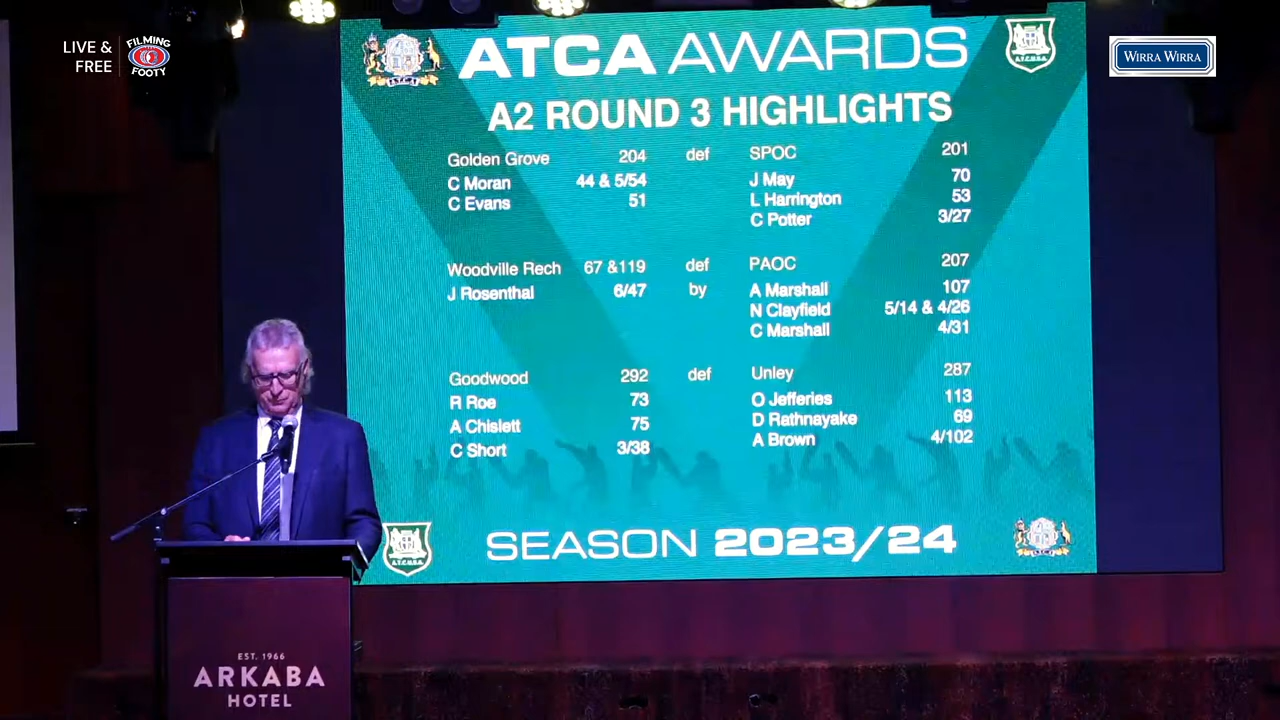 LIVE &
FREE
FILMING
FOOTY
WIRRA WIRRA
ATCA AWARDS
A2 ROUND 3 HIGHLIGHTS
Golden Grove 204 def SPOC 201
C Moran 44 & 5/54 J May 70
C Evans 51 L Harrington 53
C Potter 3/27
Woodville Rech 67 &119 def PAOC 207
J Rosenthal 6/47 by A Marshall 107
N Clayfield 5/14 & 4/26
C Marshall 4/31
Goodwood 292 def Unley 287
R Roe 73 O Jefferies 113
A Chislett 75 D Rathnayake 69
C Short 3/38 A Brown 4/102
SEASON 2023/24
A.T.C.U.S.A.
EST. 1966
ARKABA
HOTEL